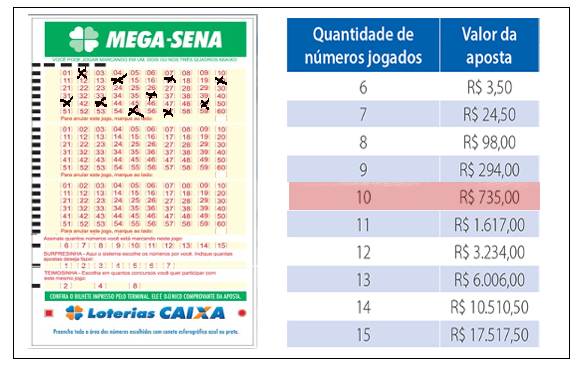 MEGA-SENA
VOCÊ PODE JOGAR MARCANDO EM UM, DOIS OU NOS TRÊS QUADROS ABAIXO
01 03 04 05 06 07 08 09 10
11 12 13 15 16 18 19
21 22 23 24 25 26 27 28 29 30
31 32 33 34 35 37 38 39 40
42 44 45 46 47 48 50
51 52 53 54 56 58 59 60
Para anular este jogo, marque ao lado:
01 02 03 04 05 06 07 08 09 10
11 12 13 14 15 16 17 18 19 20
21 22 23 24 25 26 27 28 29 30
31 32 33 34 35 36 37 38 39 40
41 42 43 44 45 46 47 48 49 50
51 52 53 54 55 56 57 58 59 60
Para anular este jogo, marque ao lado:
01 02 03 04 05 06 07 08 09 10
11 12 13 14 15 16 17 18 19 20
21 22 23 24 25 26 27 28 29 30
31 32 33 34 35 36 37 38 39 40
41 42 43 44 45 46 47 48 49 50
51 52 53 54 55 56 57 58 59 60
Para anular este jogo, marque ao lado:
Assinale quantos números você está marcando neste jogo:
6 7 8 9 10 11 12 13 14 15
SURPRESINHA - Aqui o sistema escolhe os números por você. Indique quantas
apostas deseja fazer:
1 2 3 4 5 6 7
TEIMOSINHA - Escolha em quantos concursos você quer participar com
este mesmo jogo:
2 4 8
CONFIRA O BILHETE IMPRESSO PELO TERMINAL. ELE É O ÚNICO COMPROVANTE DA APOSTA.
Loterias CAIXA
Preencha toda a área dos números escolhidos com caneta esferográfica azul ou preta.
Quantidade de números jogados Valor da aposta
6 R$ 3,50
7 R$ 24,50
8 R$ 98,00
9 R$ 294,00
10 R$ 735,00
11 R$ 1.617,00
12 R$ 3.234,00
13 R$ 6.006,00
14 R$ 10.510,50
15 R$ 17.517,50